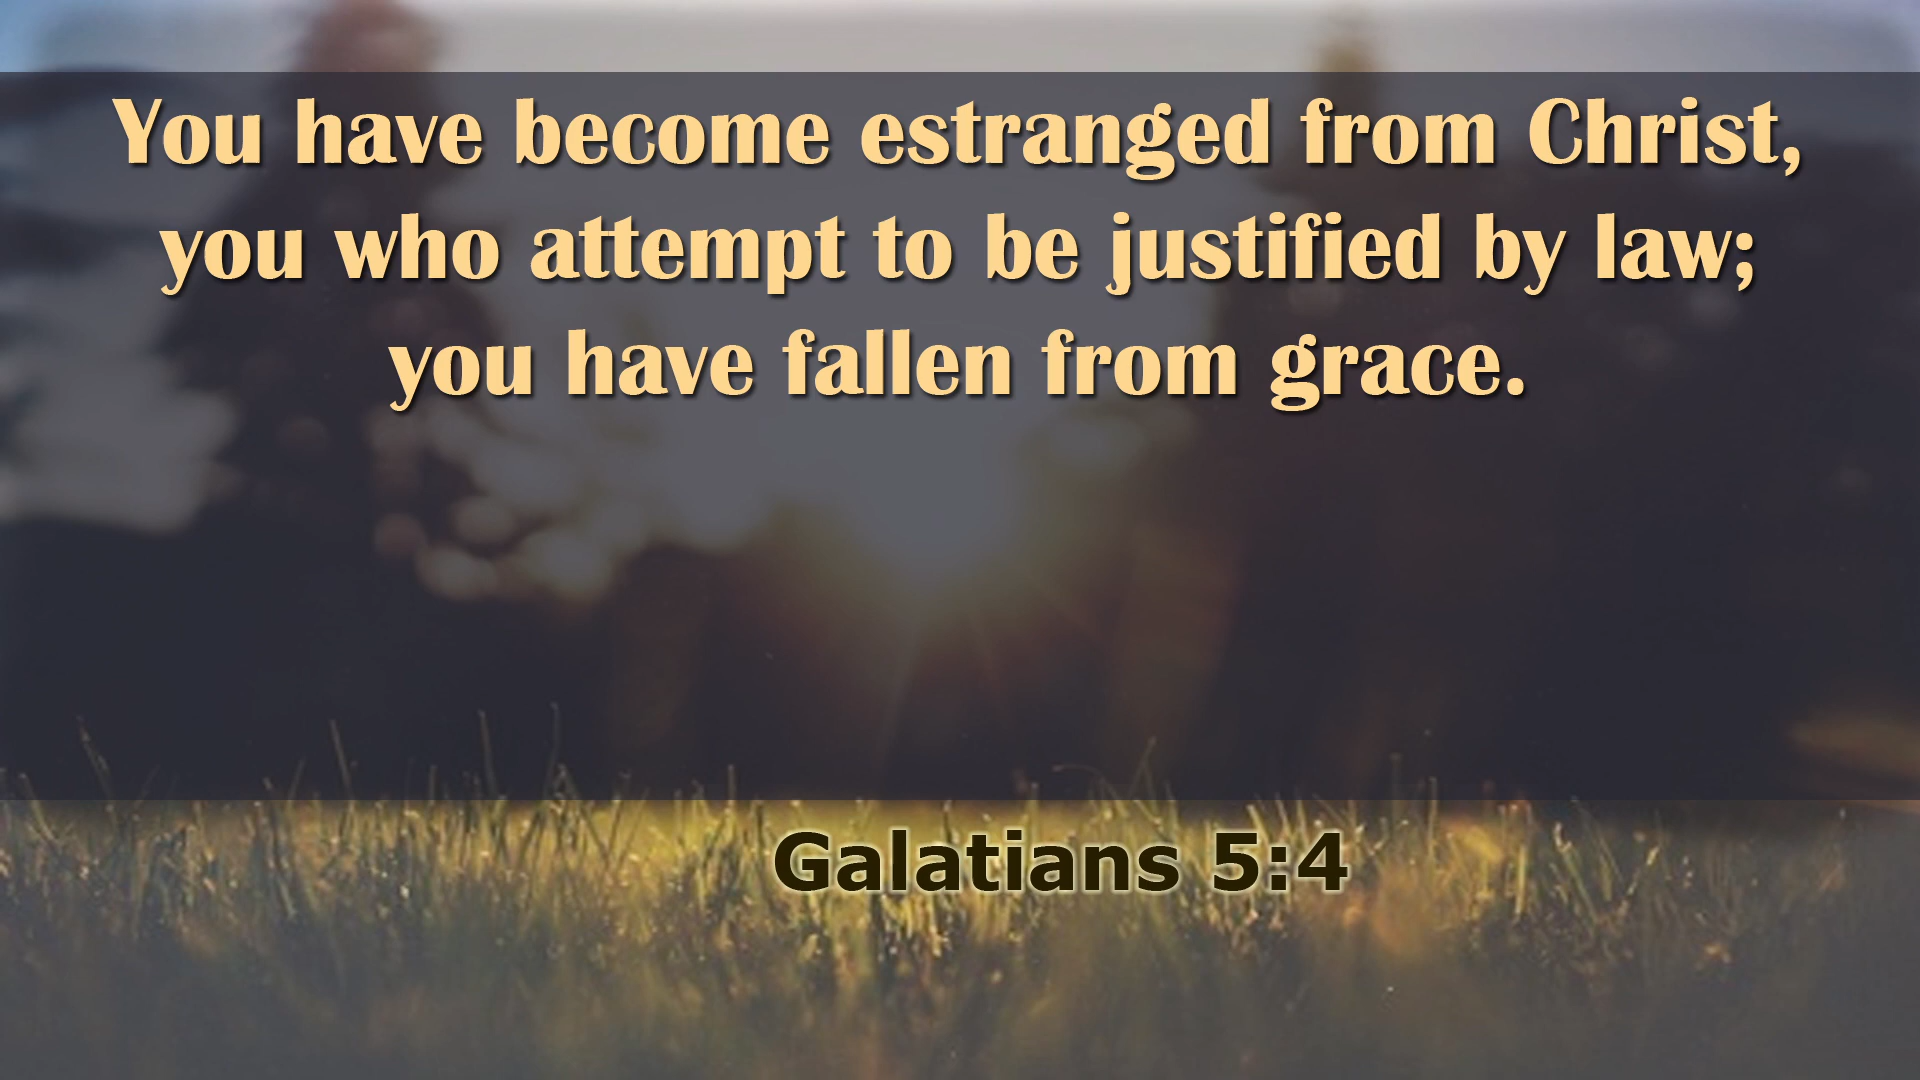 You have become estranged from Christ,
you who attempt to be justified by law;
you have fallen from grace.
Galatians 5:4